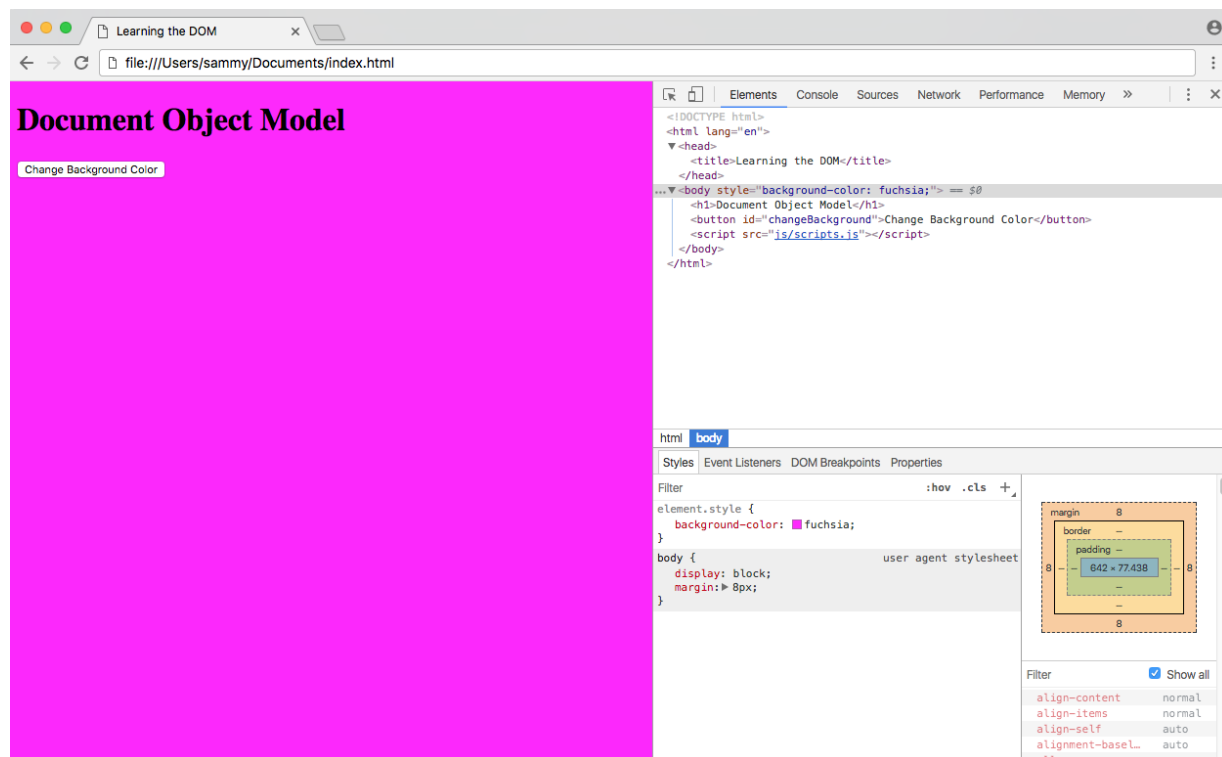 Learning the DOM
file:///Users/sammy/Documents/index.html
Document Object Model
Change Background Color
Elements Console Sources Network Performance Memory »
<!DOCTYPE html>
<html lang="en">
▼<head>
<title>Learning the DOM</title>
</head>
...▼<body style="background-color: fuchsia;"> == $0
<h1>Document Object Model</h1>
<button id="changeBackground">Change Background Color</button>
<script src="js/scripts.js"></script>
</body>
</html>
html body
Styles Event Listeners DOM Breakpoints Properties
Filter :hov .cls +
element.style {
background-color: fuchsia;
}
body { user agent stylesheet
display: block;
margin:▶ 8px;
}
margin 8
border –
padding –
8 – – 642 × 77.438 – – 8
–
–
8
Filter Show all
align-content normal
align-items normal
align-self auto
alignment-basel… auto